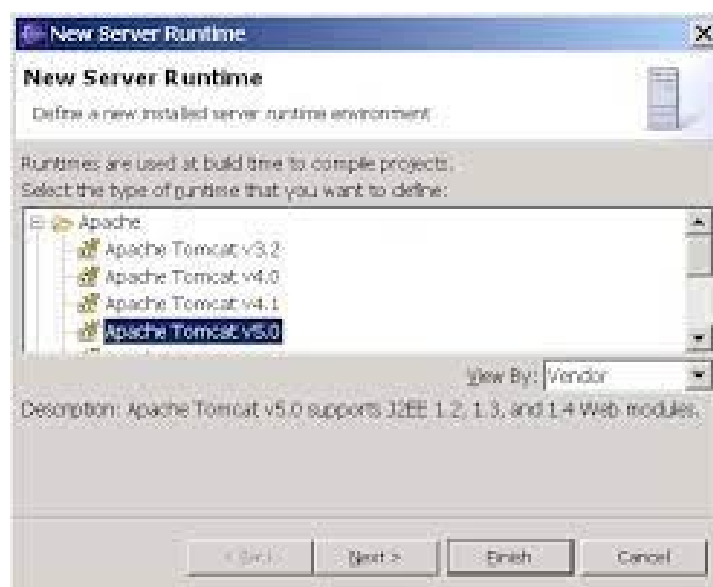 New Server Runtime
New Server Runtime
Define a new installed server runtime environment
Runtimes are used at build time to compile projects.
Select the type of runtime that you want to define:
Apache
Apache Tomcat v3.2
Apache Tomcat v4.0
Apache Tomcat v4.1
Apache Tomcat v5.0
View By: Vendor
Description: Apache Tomcat v5.0 supports J2EE 1.2, 1.3, and 1.4 Web modules.
< Back Next > Finish Cancel